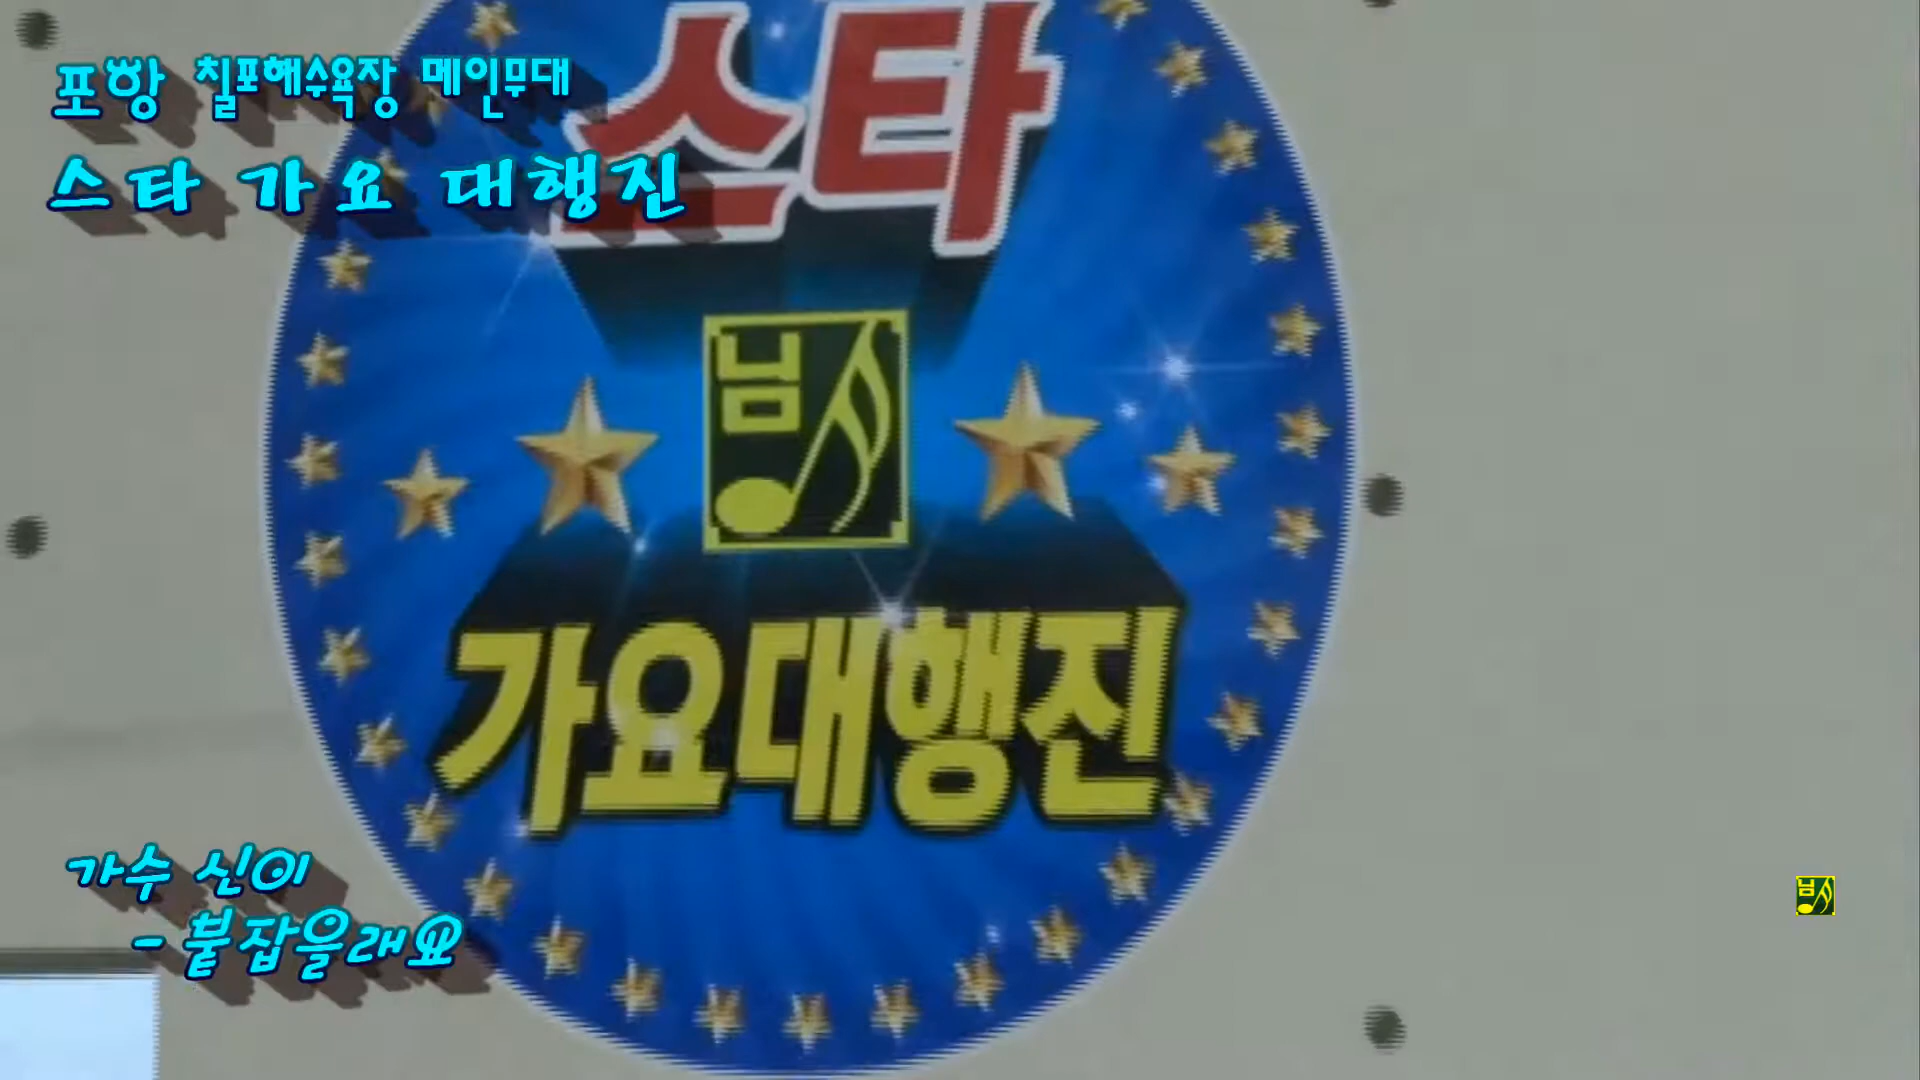 포항 칠포해수욕장 메인무대
스타 가요 대행진
스타
님
가요대행진
가수 신이
- 붙잡을래요
님